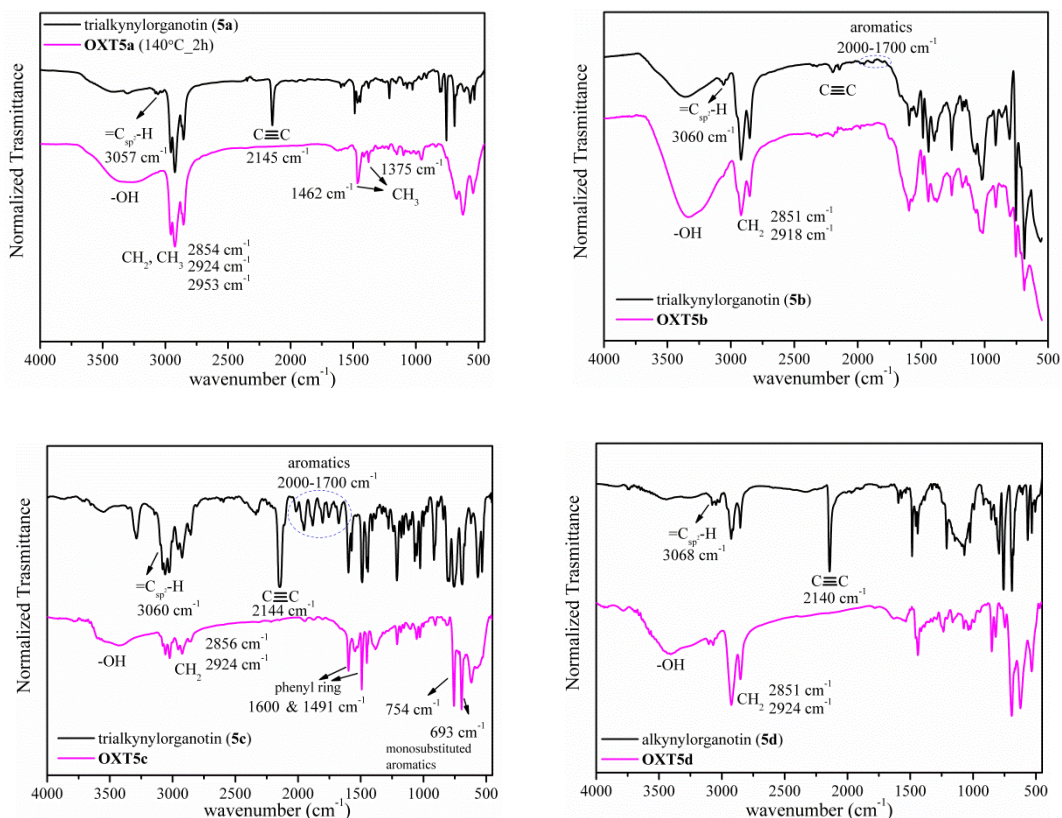 trialkynylorganotin (5a)
OXT5a (140°C_2h)
=Csp²-H
3057 cm⁻¹
C≡C
2145 cm⁻¹
-OH
1462 cm⁻¹
1375 cm⁻¹
CH₃
CH₂, CH₃
2854 cm⁻¹
2924 cm⁻¹
2953 cm⁻¹
Normalized Trasmittance
4000 3500 3000 2500 2000 1500 1000 500
wavenumber (cm⁻¹)
aromatics
2000-1700 cm⁻¹
=Csp²-H
3060 cm⁻¹
C≡C
-OH
CH₂
2851 cm⁻¹
2918 cm⁻¹
trialkynylorganotin (5b)
OXT5b
Normalized Trasmittance
4000 3500 3000 2500 2000 1500 1000 500
wavenumber (cm⁻¹)
aromatics
2000-1700 cm⁻¹
=Csp²-H
3060 cm⁻¹
C≡C
2144 cm⁻¹
-OH
CH₂
2856 cm⁻¹
2924 cm⁻¹
phenyl ring
1600 & 1491 cm⁻¹
754 cm⁻¹
693 cm⁻¹
monosubstituted
aromatics
trialkynylorganotin (5c)
OXT5c
Normalized Trasmittance
4000 3500 3000 2500 2000 1500 1000 500
wavenumber (cm⁻¹)
=Csp²-H
3068 cm⁻¹
C≡C
2140 cm⁻¹
-OH
CH₂
2851 cm⁻¹
2924 cm⁻¹
alkynylorganotin (5d)
OXT5d
Normalized Trasmittance
4000 3500 3000 2500 2000 1500 1000 500
wavenumber (cm⁻¹)